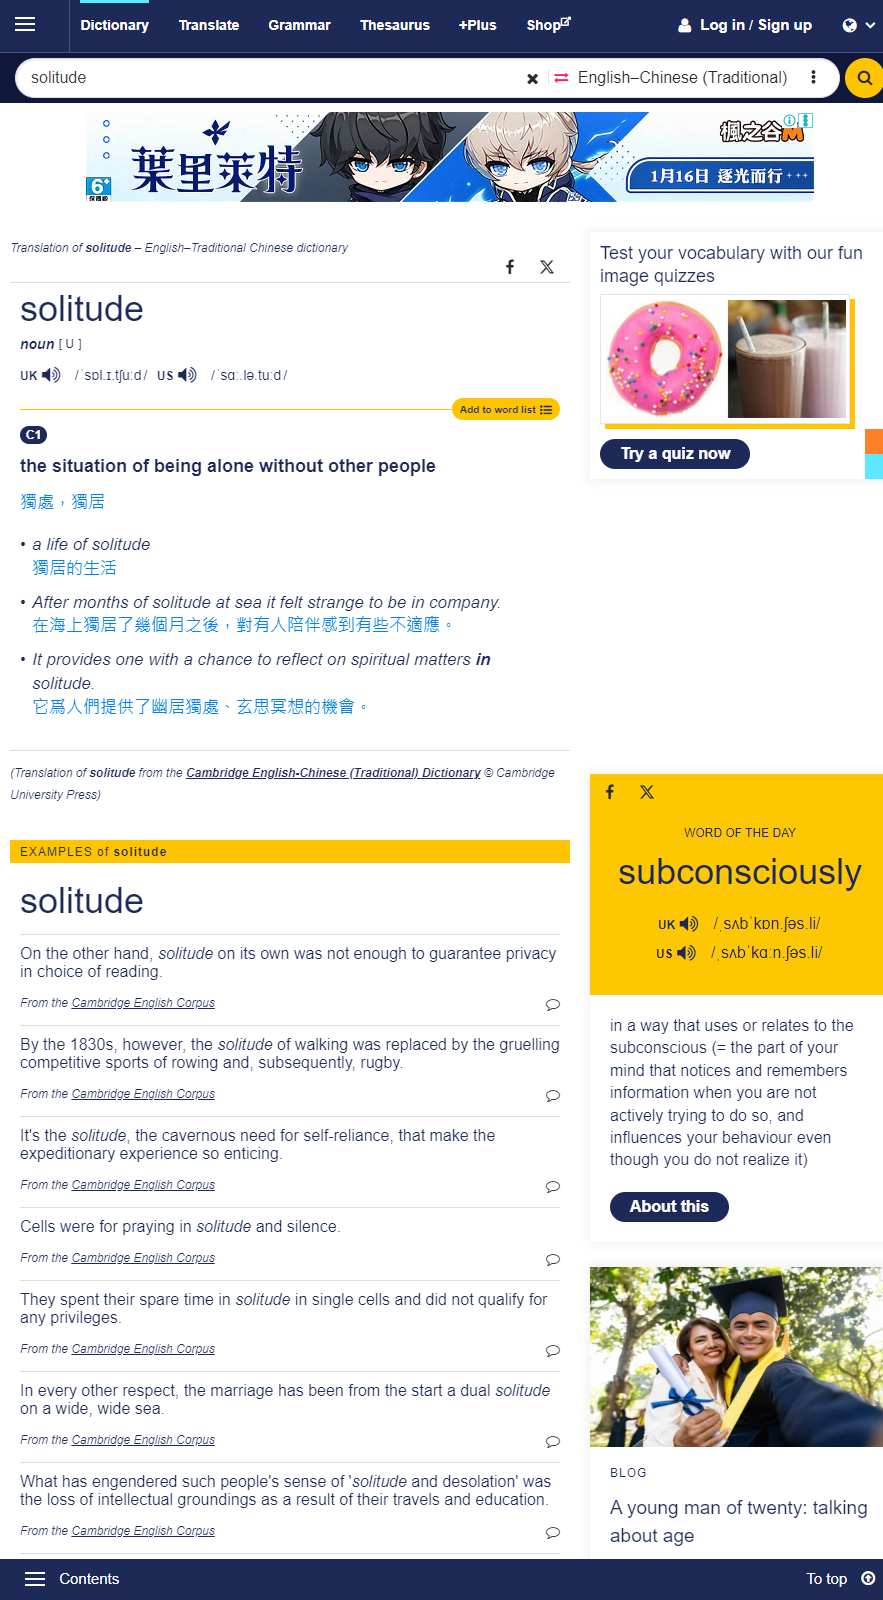 Dictionary Translate Grammar Thesaurus +Plus Shop Log in / Sign up
solitude English–Chinese (Traditional)
葉里萊特
楓之谷M
1月16日 逐光而行
6+
保護級
Translation of solitude – English–Traditional Chinese dictionary
solitude
noun [ U ]
UK /ˈsɒl.ɪ.tʃuːd/ US /ˈsɑː.lə.tuːd/
Add to word list
C1
the situation of being alone without other people
獨處，獨居
• a life of solitude
獨居的生活
• After months of solitude at sea it felt strange to be in company.
在海上獨居了幾個月之後，對有人陪伴感到有些不適應。
• It provides one with a chance to reflect on spiritual matters in
solitude.
它爲人們提供了幽居獨處、玄思冥想的機會。
(Translation of solitude from the Cambridge English-Chinese (Traditional) Dictionary © Cambridge
University Press)
EXAMPLES of solitude
solitude
On the other hand, solitude on its own was not enough to guarantee privacy
in choice of reading.
From the Cambridge English Corpus
By the 1830s, however, the solitude of walking was replaced by the gruelling
competitive sports of rowing and, subsequently, rugby.
From the Cambridge English Corpus
It's the solitude, the cavernous need for self-reliance, that make the
expeditionary experience so enticing.
From the Cambridge English Corpus
Cells were for praying in solitude and silence.
From the Cambridge English Corpus
They spent their spare time in solitude in single cells and did not qualify for
any privileges.
From the Cambridge English Corpus
In every other respect, the marriage has been from the start a dual solitude
on a wide, wide sea.
From the Cambridge English Corpus
What has engendered such people's sense of 'solitude and desolation' was
the loss of intellectual groundings as a result of their travels and education.
From the Cambridge English Corpus
Test your vocabulary with our fun
image quizzes
Try a quiz now
WORD OF THE DAY
subconsciously
UK /ˌsʌbˈkɒn.ʃəs.li/
US /ˌsʌbˈkɑːn.ʃəs.li/
in a way that uses or relates to the
subconscious (= the part of your
mind that notices and remembers
information when you are not
actively trying to do so, and
influences your behaviour even
though you do not realize it)
About this
BLOG
A young man of twenty: talking
about age
Contents To top